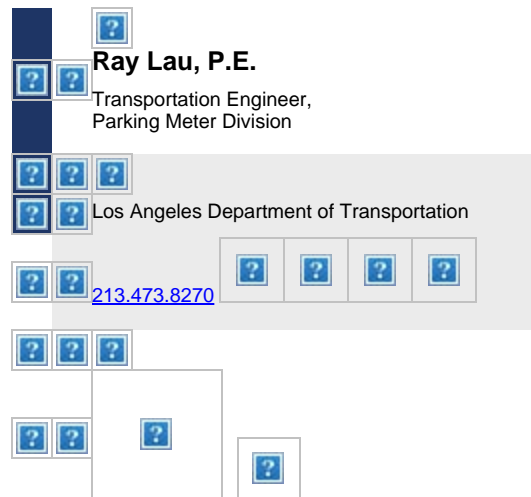 Ray Lau, P.E.
Transportation Engineer,
Parking Meter Division
Los Angeles Department of Transportation
213.473.8270